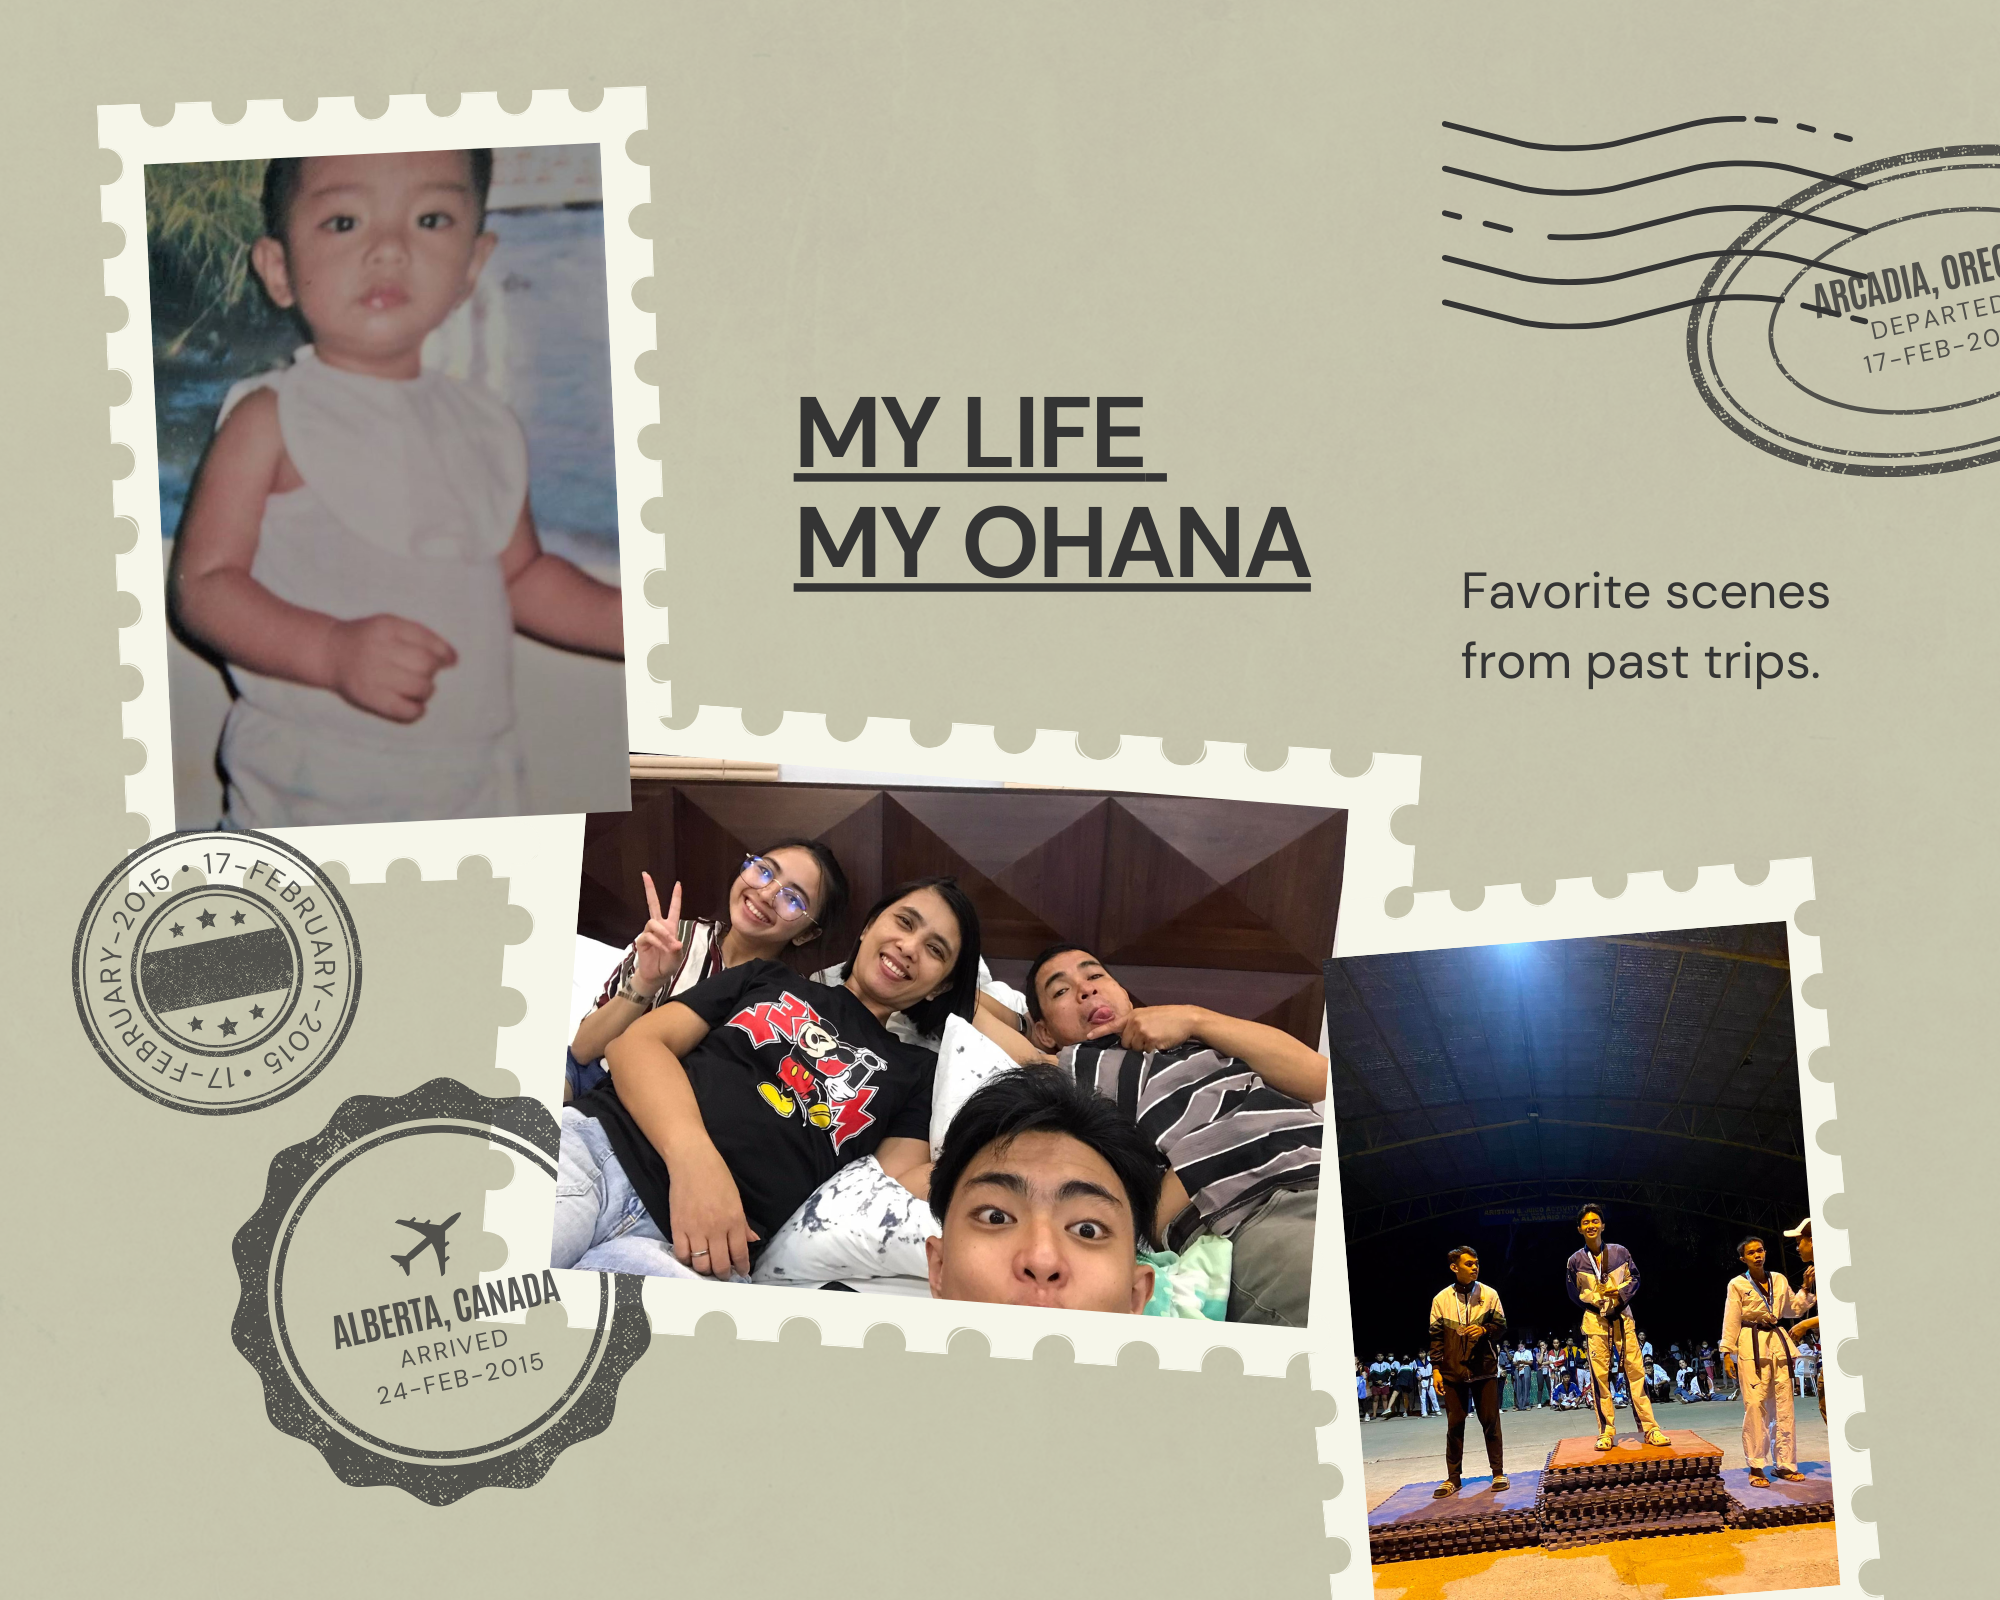 MY LIFE
MY OHANA
Favorite scenes
from past trips.
ARCADIA,
DEPARTED
17-FEB-20
17-FEBRUARY-2015 • 17-FEBRUARY-2015 •
ALBERTA, CANADA
ARRIVED
24-FEB-2015